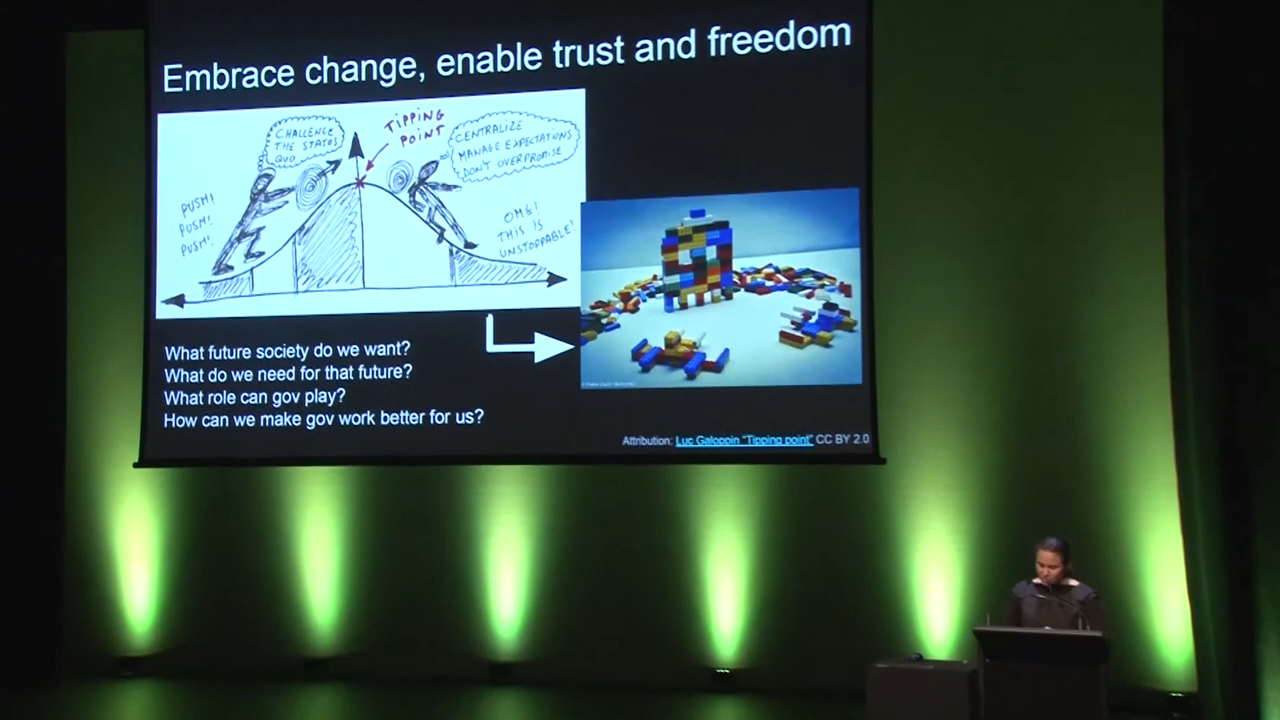 Embrace change, enable trust and freedom
CHALLENGE
THE STATUS
QUO
TIPPING
POINT
CENTRALIZE
MANAGE EXPECTATIONS
DON'T OVERPROMISE
PUSH!
PUSH!
PUSH!
OMG!
THIS IS
UNSTOPPABLE!
What future society do we want?
What do we need for that future?
What role can gov play?
How can we make gov work better for us?
Attribution: Luc Galoppin "Tipping point" CC BY 2.0